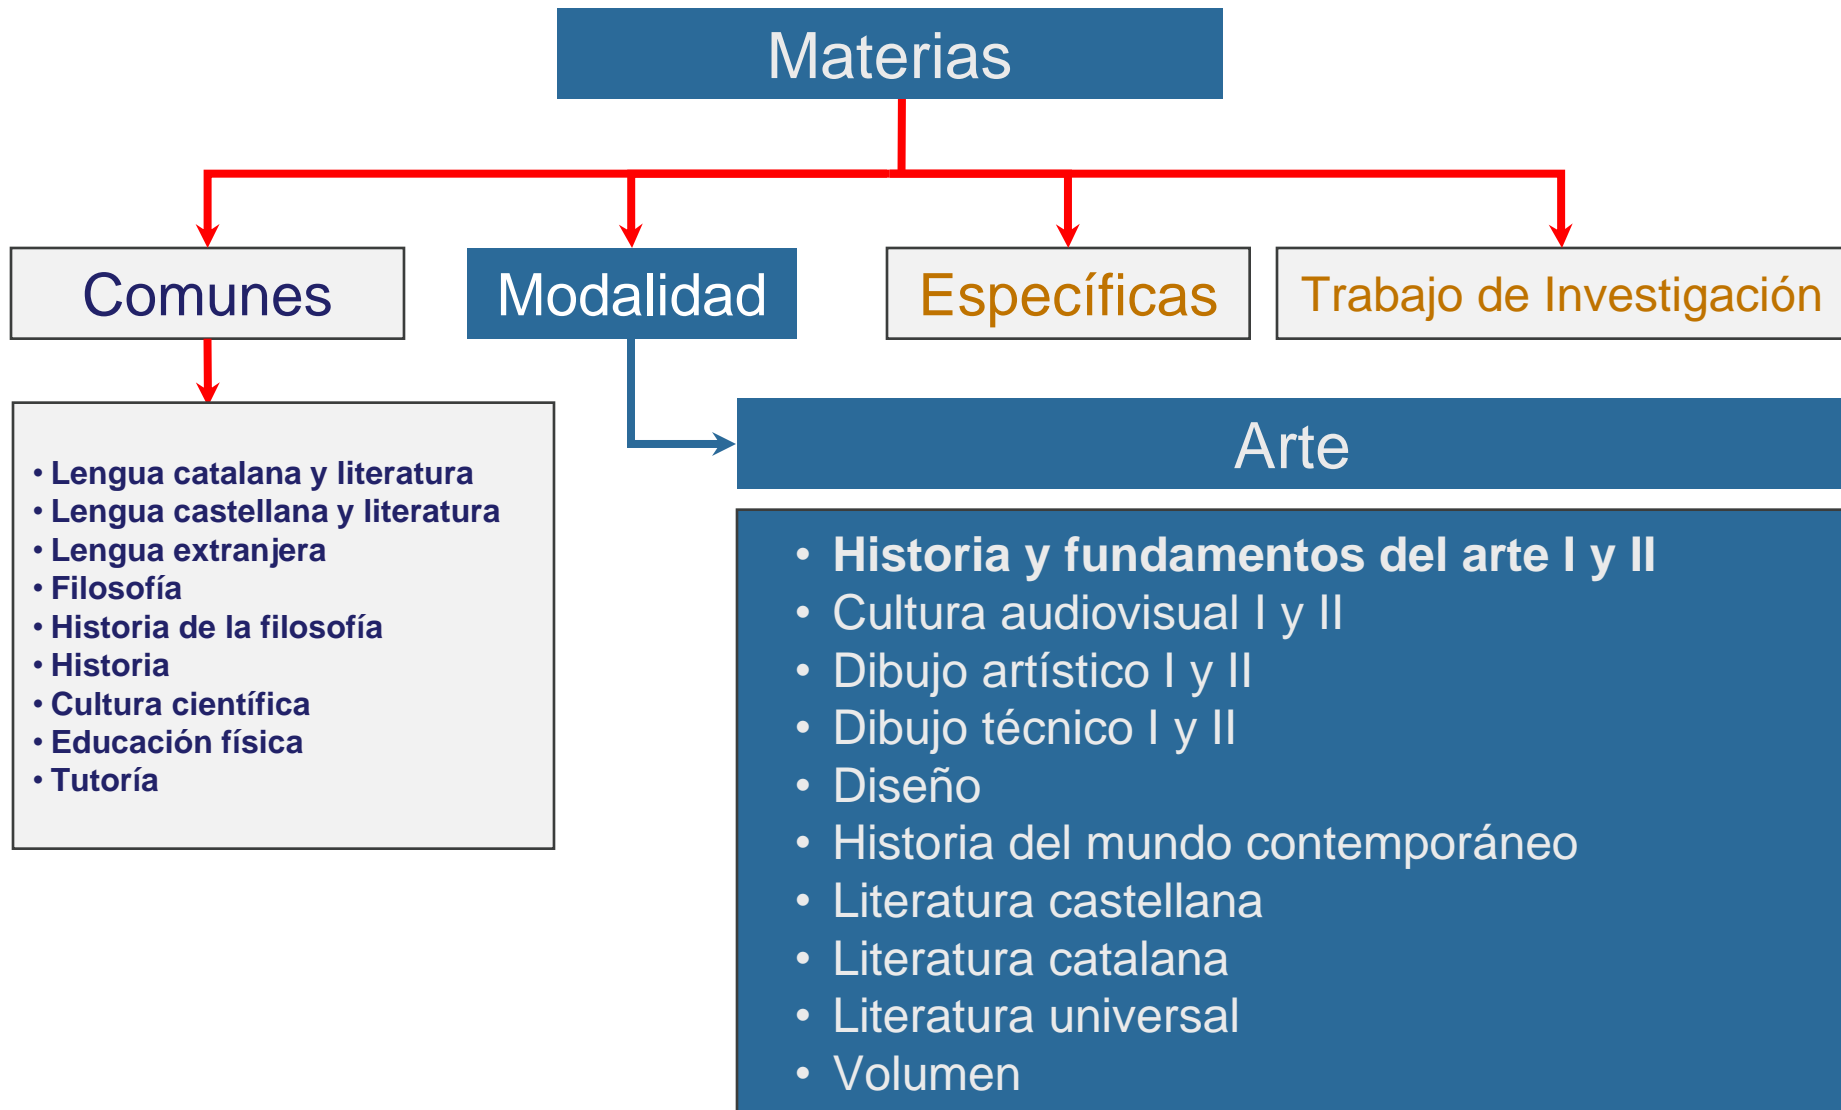 Materias
Comunes
Modalidad
Específicas
Trabajo de Investigación
• Lengua catalana y literatura
• Lengua castellana y literatura
• Lengua extranjera
• Filosofía
• Historia de la filosofía
• Historia
• Cultura científica
• Educación física
• Tutoría
Arte
• Historia y fundamentos del arte I y II
• Cultura audiovisual I y II
• Dibujo artístico I y II
• Dibujo técnico I y II
• Diseño
• Historia del mundo contemporáneo
• Literatura castellana
• Literatura catalana
• Literatura universal
• Volumen